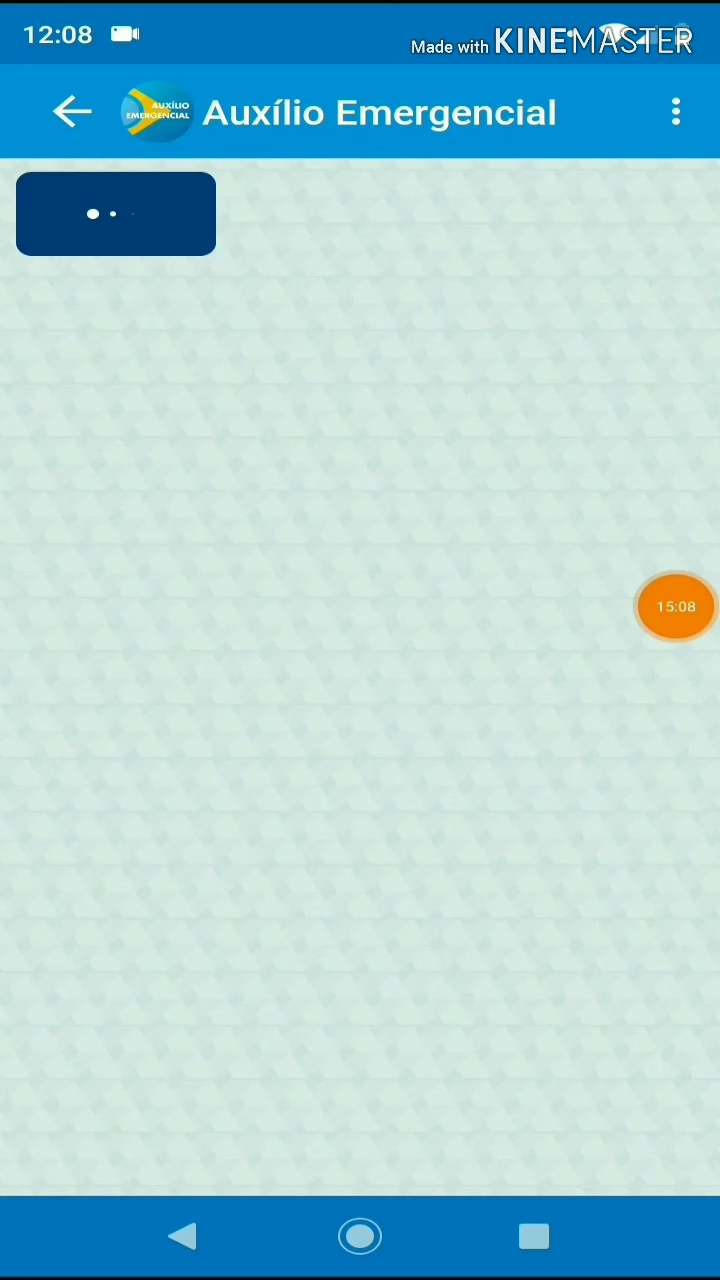 12:08
Made with KINEMASTER
AUXÍLIO
EMERGENCIAL
Auxílio Emergencial
15:08